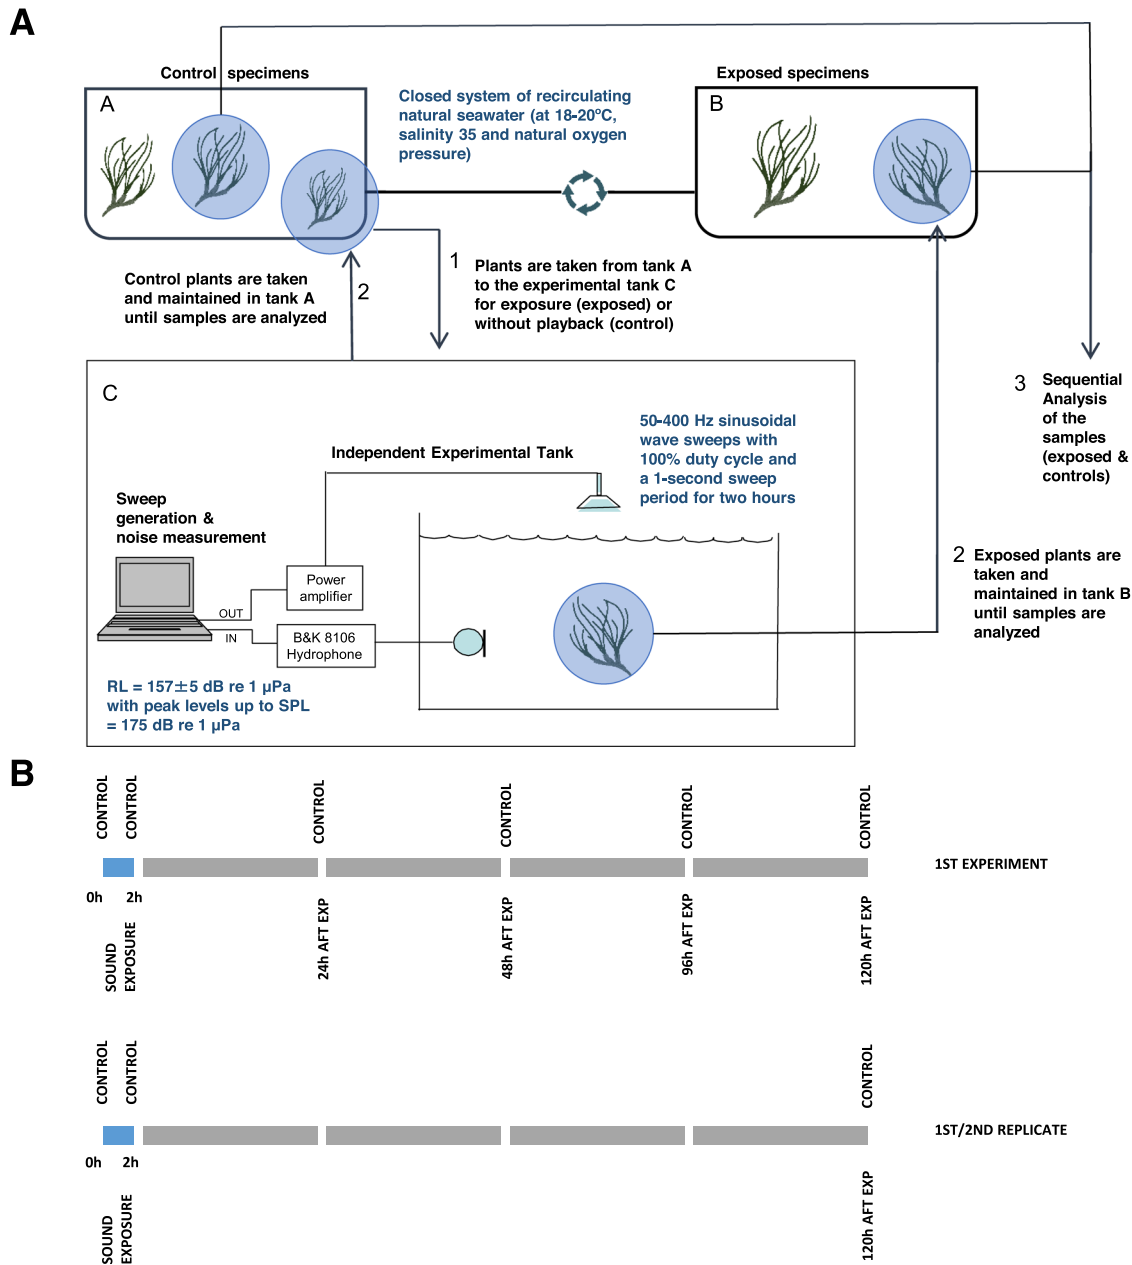 A
Control specimens
Exposed specimens
A
Closed system of recirculating
natural seawater (at 18-20ºC,
salinity 35 and natural oxygen
pressure)
B
1
Plants are taken from tank A
to the experimental tank C
for exposure (exposed) or
without playback (control)
Control plants are taken
and maintained in tank A
until samples are analyzed
2
3
Sequential
Analysis
of the
samples
(exposed &
controls)
C
50-400 Hz sinusoidal
wave sweeps with
100% duty cycle and
a 1-second sweep
period for two hours
Independent Experimental Tank
Sweep
generation &
noise measurement
Power
amplifier
OUT
IN
B&K 8106
Hydrophone
2
Exposed plants are
taken and
maintained in tank B
until samples are
analyzed
RL = 157±5 dB re 1 µPa
with peak levels up to SPL
= 175 dB re 1 µPa
B
CONTROL
CONTROL
CONTROL
CONTROL
CONTROL
CONTROL
1ST EXPERIMENT
0h
2h
SOUND
EXPOSURE
24h AFT EXP
48h AFT EXP
96h AFT EXP
120h AFT EXP
CONTROL
CONTROL
CONTROL
1ST/2ND REPLICATE
0h
2h
SOUND
EXPOSURE
120h AFT EXP